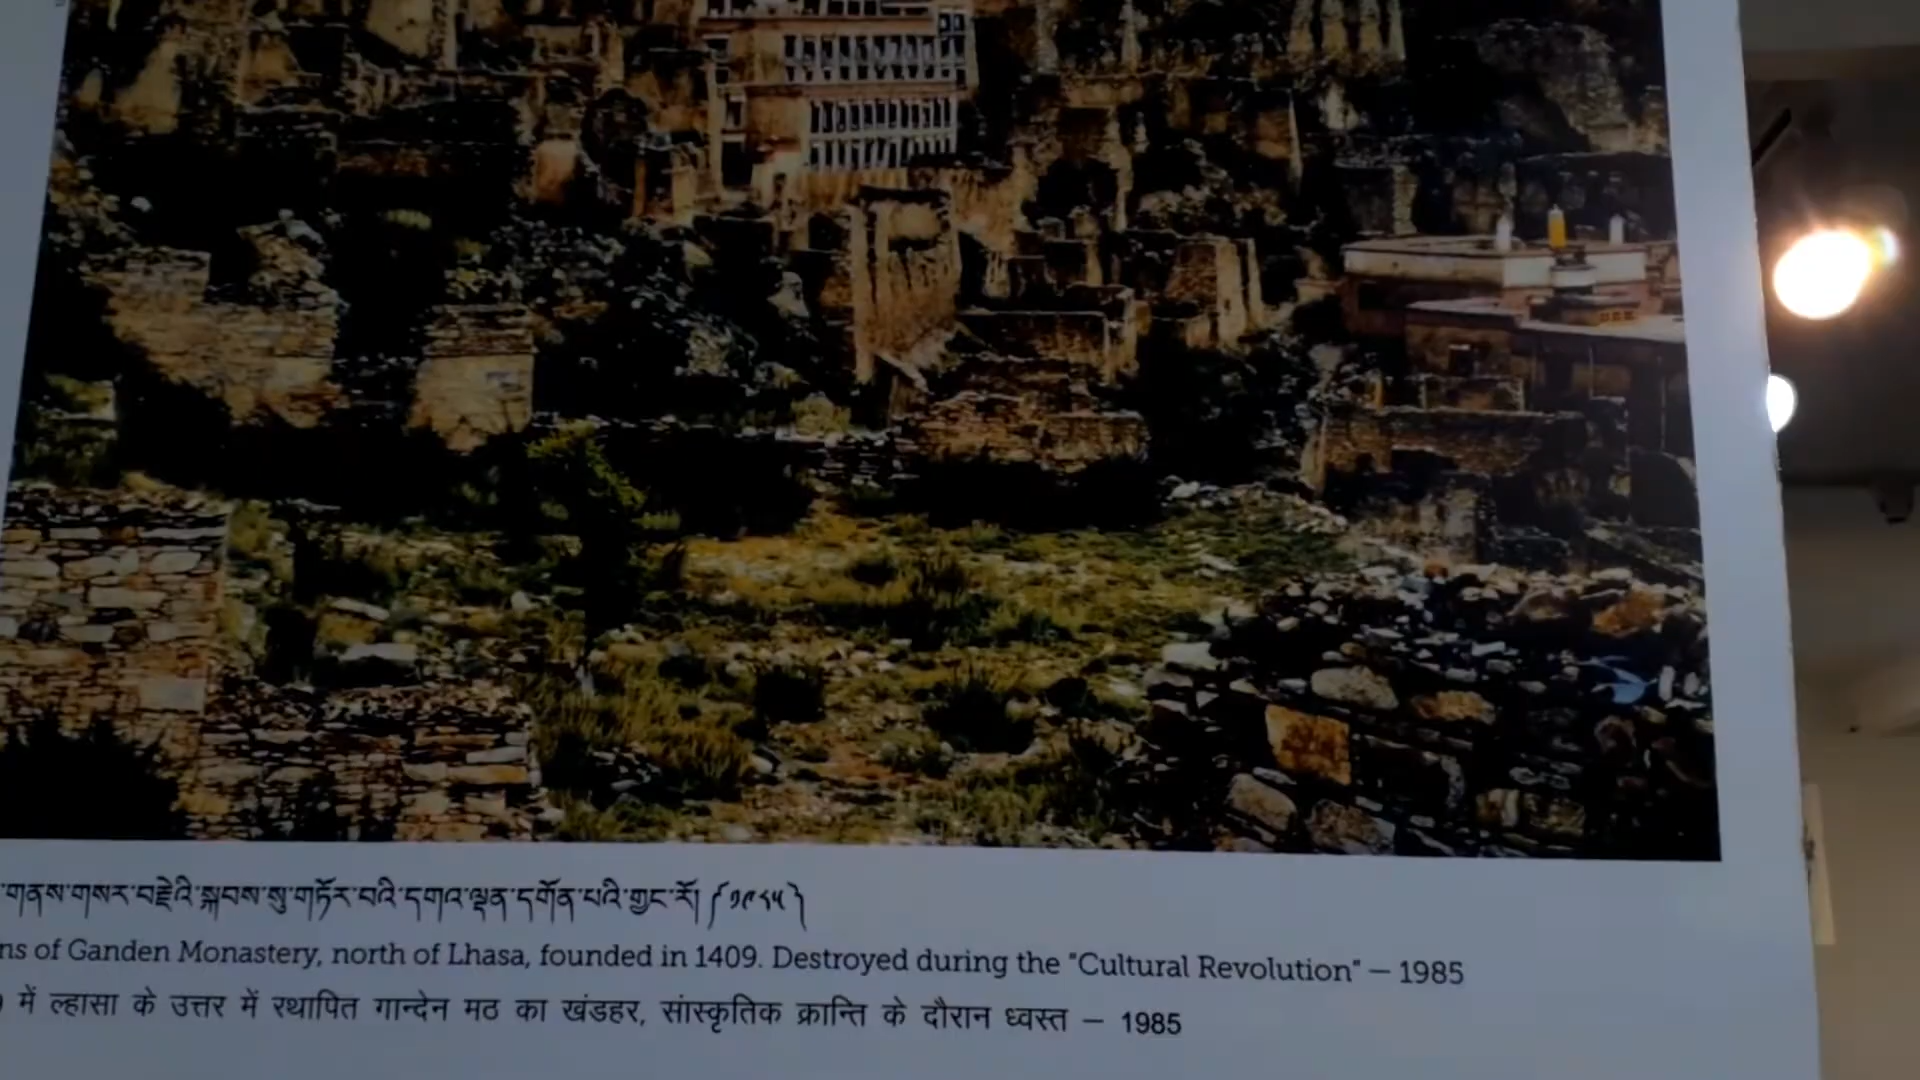 གནས་གསར་བརྗེའི་སྐབས་སུ་གཏོར་བའི་དགའ་ལྡན་དགོན་པའི་གྱང་རོ། (༡༩༨༥)
of Ganden Monastery, north of Lhasa, founded in 1409. Destroyed during the "Cultural Revolution" – 1985
में ल्हासा के उत्तर में स्थापित गान्देन मठ का खंडहर, सांस्कृतिक क्रान्ति के दौरान ध्वस्त – 1985